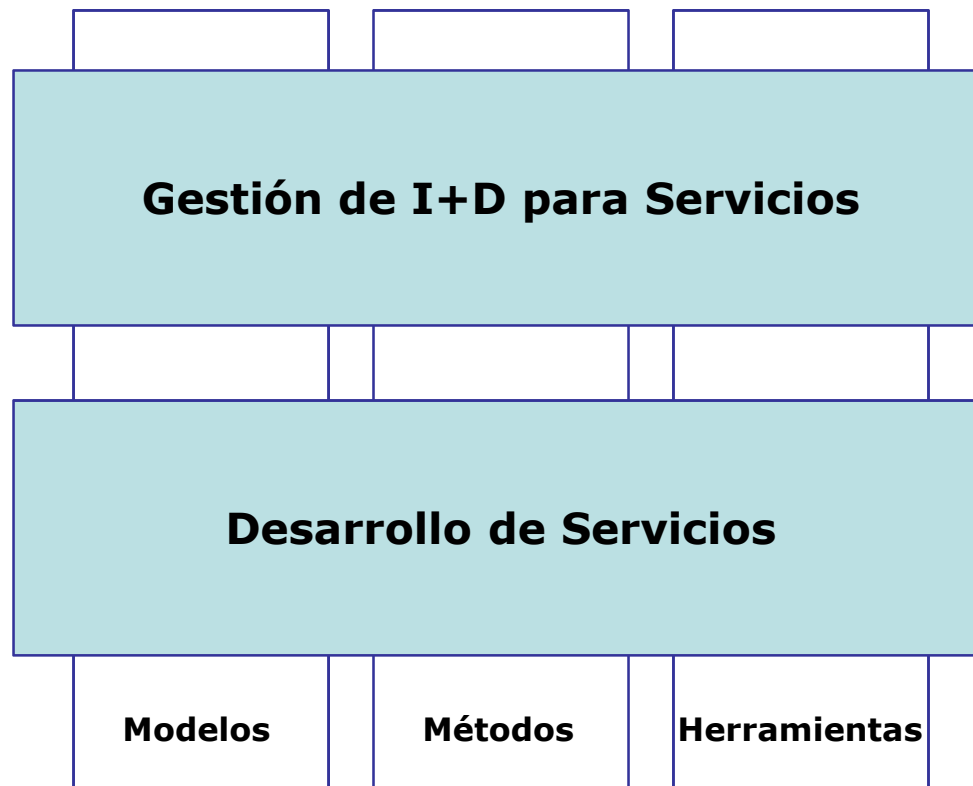 Gestión de I+D para Servicios
Desarrollo de Servicios
Modelos Métodos Herramientas